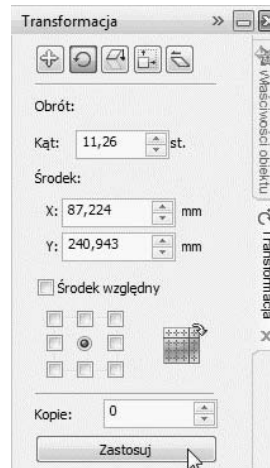 Transformacja
Obrót:
Kąt: 11,26 st.
Środek:
X: 87,224 mm
Y: 240,943 mm
Środek względny
Kopie: 0
Zastosuj
Właściwości obiektu
Transformacja